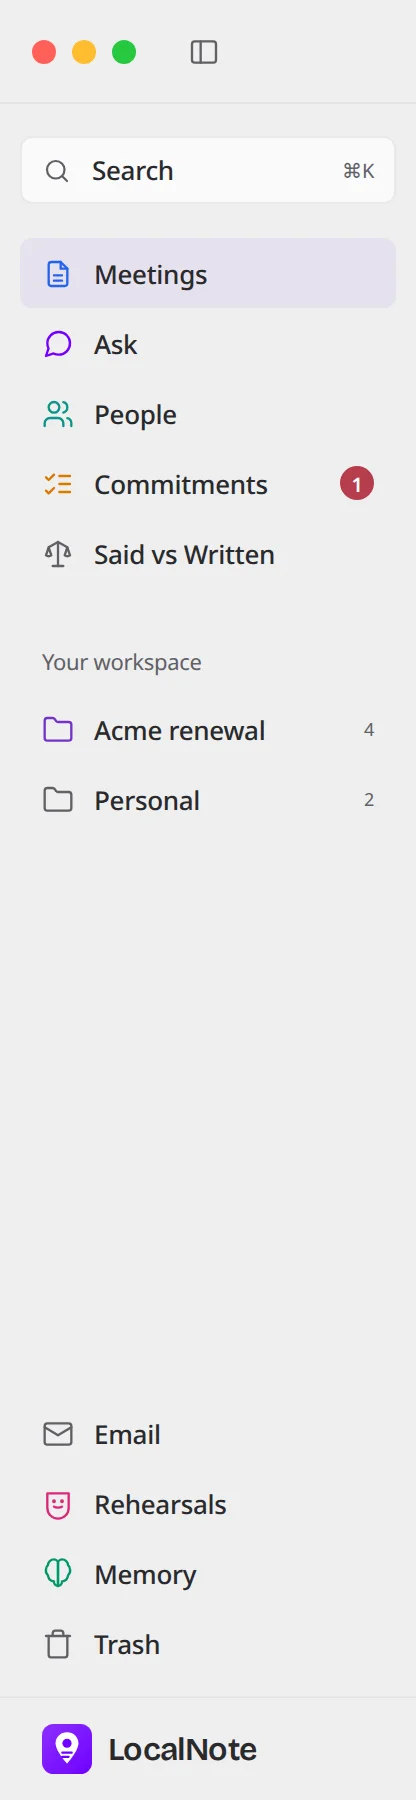 Search ⌘K
Meetings
Ask
People
Commitments 1
Said vs Written
Your workspace
Acme renewal 4
Personal 2
Email
Rehearsals
Memory
Trash
LocalNote